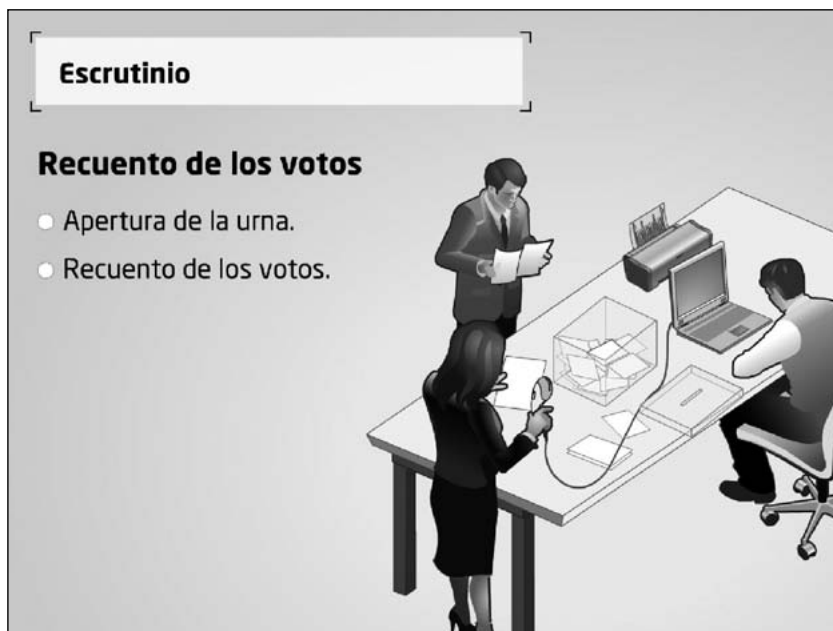 Escrutinio
Recuento de los votos
Apertura de la urna.
Recuento de los votos.